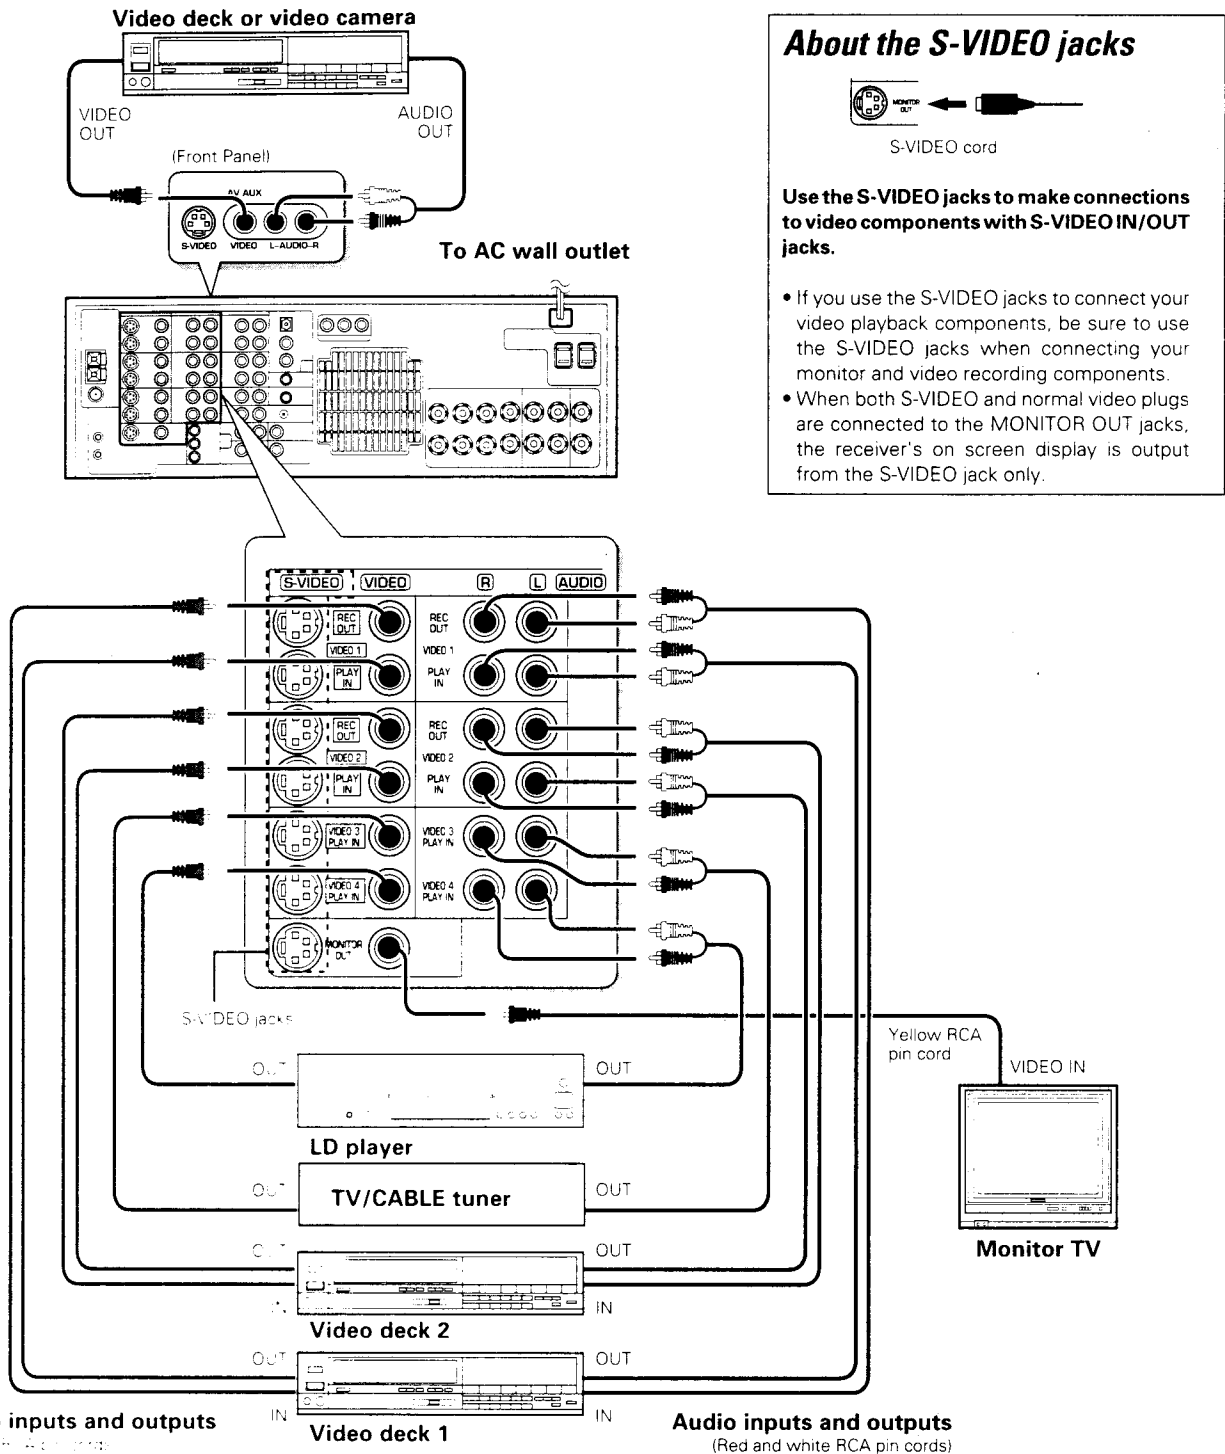 Video deck or video camera
VIDEO
OUT
AUDIO
OUT
(Front Panel)
AV AUX
S-VIDEO
VIDEO
L-AUDIO-R
To AC wall outlet
About the S-VIDEO jacks
MONITOR
OUT
S-VIDEO cord
Use the S-VIDEO jacks to make connections
to video components with S-VIDEO IN/OUT
jacks.
• If you use the S-VIDEO jacks to connect your
video playback components, be sure to use
the S-VIDEO jacks when connecting your
monitor and video recording components.
• When both S-VIDEO and normal video plugs
are connected to the MONITOR OUT jacks,
the receiver's on screen display is output
from the S-VIDEO jack only.
S-VIDEO VIDEO R L AUDIO
REC
OUT
REC
OUT
VIDEO 1
VIDEO 1
PLAY
IN
PLAY
IN
REC
OUT
REC
OUT
VIDEO 2
VIDEO 2
PLAY
IN
PLAY
IN
VIDEO 3
PLAY IN
VIDEO 3
PLAY IN
VIDEO 4
PLAY IN
VIDEO 4
PLAY IN
MONITOR
OUT
S-VIDEO jacks
Yellow RCA
pin cord
VIDEO IN
Monitor TV
OUT
OUT
LD player
OUT
OUT
TV/CABLE tuner
OUT
OUT
IN
Video deck 2
OUT
OUT
IN
IN
Video deck 1
inputs and outputs
Audio inputs and outputs
(Red and white RCA pin cords)